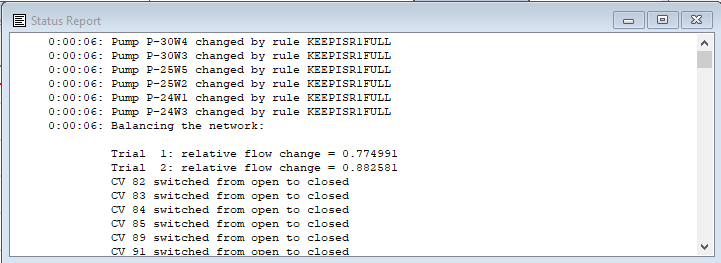 Status Report
0:00:06: Pump P-30W4 changed by rule KEEPISR1FULL
0:00:06: Pump P-30W3 changed by rule KEEPISR1FULL
0:00:06: Pump P-25W5 changed by rule KEEPISR1FULL
0:00:06: Pump P-25W2 changed by rule KEEPISR1FULL
0:00:06: Pump P-24W1 changed by rule KEEPISR1FULL
0:00:06: Pump P-24W3 changed by rule KEEPISR1FULL
0:00:06: Balancing the network:
Trial  1: relative flow change = 0.774991
Trial  2: relative flow change = 0.882581
CV 82 switched from open to closed
CV 83 switched from open to closed
CV 84 switched from open to closed
CV 85 switched from open to closed
CV 89 switched from open to closed
CV 91 switched from open to closed